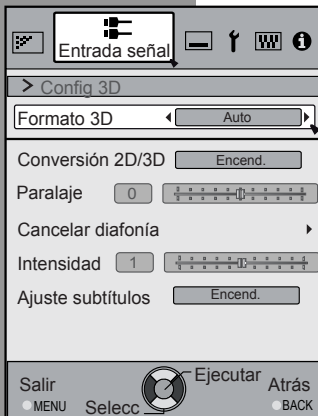 Entrada señal
> Config 3D
Formato 3D Auto
Conversión 2D/3D Encend.
Paralaje 0
Cancelar diafonía
Intensidad 1
Ajuste subtítulos Encend.
Salir Ejecutar Atrás
MENU Selecc BACK